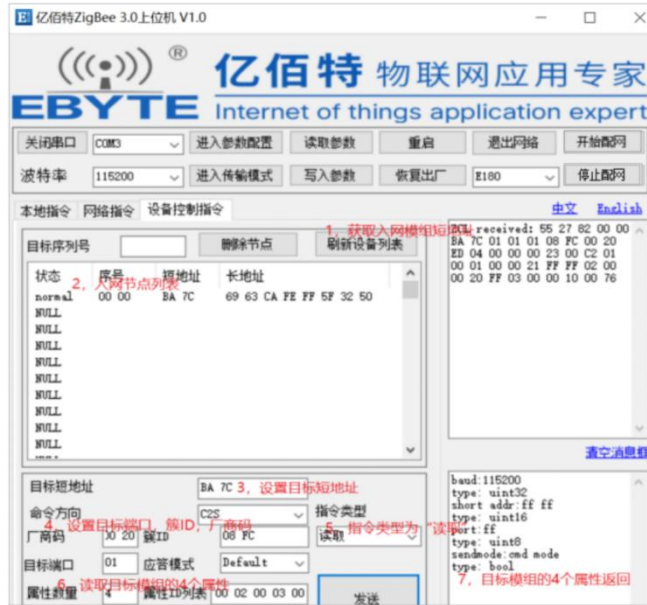 亿佰特ZigBee 3.0上位机 V1.0
®
亿佰特 物联网应用专家
EBYTE Internet of things application expert
关闭串口 COM3 进入参数配置 读取参数 重启 退出网络 开始配网
波特率 115200 进入传输模式 写入参数 恢复出厂 E180 停止配网
本地指令 网络指令 设备控制指令
中文 English
1，获取入网模组短地址
目标序列号 删除节点 刷新设备列表
ZCL received: 55 27 82 00 00
BA 7C 01 01 01 08 FC 00 20
ED 04 00 00 00 23 00 C2 01
00 01 00 00 21 FF FF 02 00
00 20 FF 03 00 00 10 00 76
状态 序号 短地址 长地址
2，入网节点列表
normal 00 00 BA 7C 69 63 CA FE FF 5F 32 50
NULL
NULL
NULL
NULL
NULL
NULL
NULL
NULL
NULL
清空消息框
目标短地址 BA 7C 3，设置目标短地址
命令方向 C2S 指令类型
4，设置目标端口，簇ID，厂商码
5，指令类型为“读取”
厂商码 00 20 簇ID 08 FC 读取
目标端口 01 应答模式 Default
6，读取目标模组的4个属性
属性数量 4 属性ID列表 00 02 00 03 00 发送
baud:115200
type: uint32
short addr:ff ff
type: uint16
port:ff
type: uint8
sendmode:cmd mode
type: bool
7，目标模组的4个属性返回